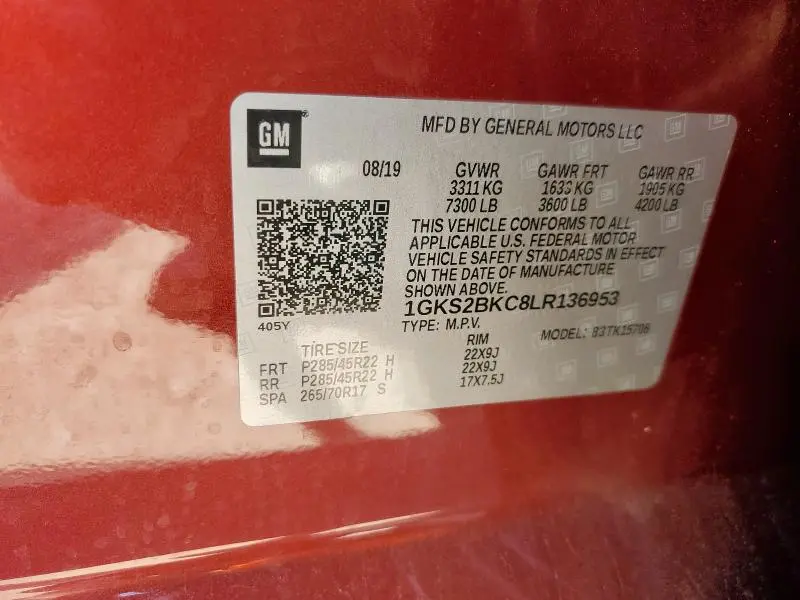 GM
MFD BY GENERAL MOTORS LLC
08/19 GVWR GAWR FRT GAWR RR
3311 KG 1633 KG 1905 KG
7300 LB 3600 LB 4200 LB
THIS VEHICLE CONFORMS TO ALL
APPLICABLE U.S. FEDERAL MOTOR
VEHICLE SAFETY STANDARDS IN EFFECT
ON THE DATE OF MANUFACTURE
SHOWN ABOVE.
1GKS2BKC8LR136953
405Y
TYPE: M.P.V. MODEL: 83TK15706
TIRE SIZE RIM
FRT P285/45R22 H 22X9J
RR P285/45R22 H 22X9J
SPA 265/70R17 S 17X7.5J